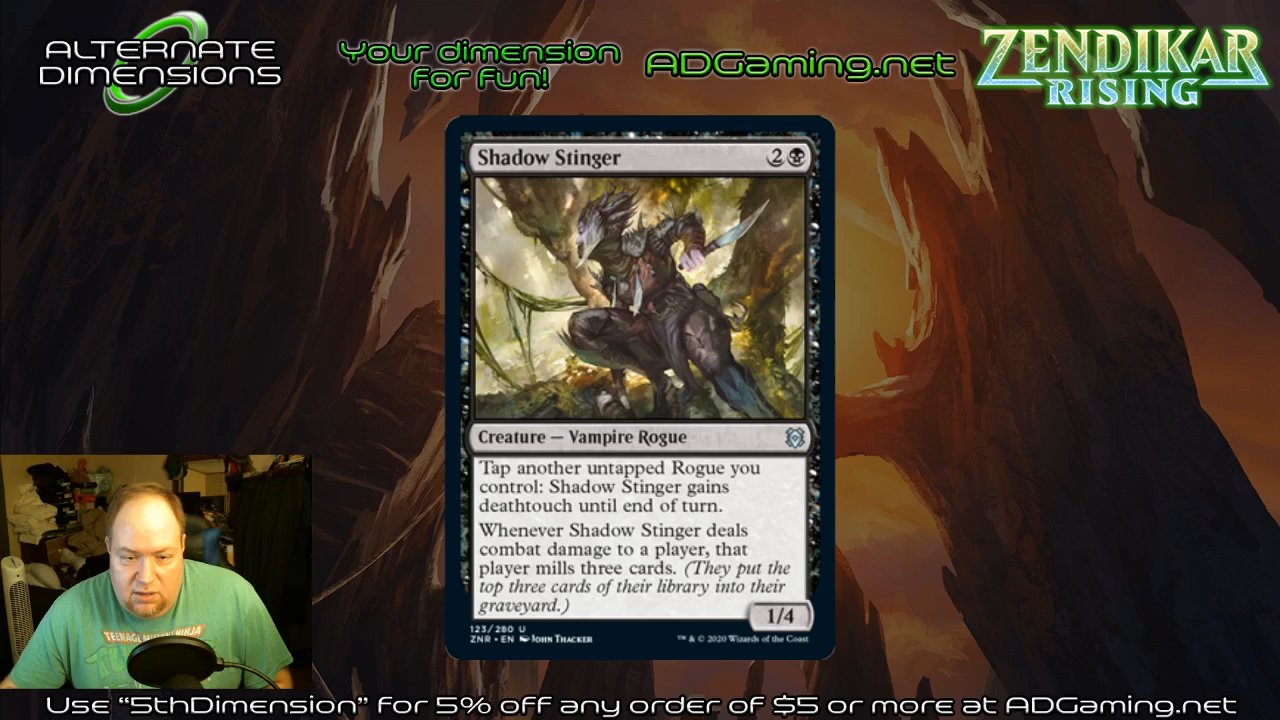 ALTERNATE
DIMENSIONS
Your dimension
for fun!
ADGaming.net
ZENDIKAR
RISING
Shadow Stinger
2
Creature — Vampire Rogue
Tap another untapped Rogue you
control: Shadow Stinger gains
deathtouch until end of turn.
Whenever Shadow Stinger deals
combat damage to a player, that
player mills three cards. (They put the
top three cards of their library into their
graveyard.)
1/4
123/280 U
ZNR • EN JOHN THACKER
™ & © 2020 Wizards of the Coast
TEENAGE MUTANT NINJA
Use “5thDimension” for 5% off any order of $5 or more at ADGaming.net